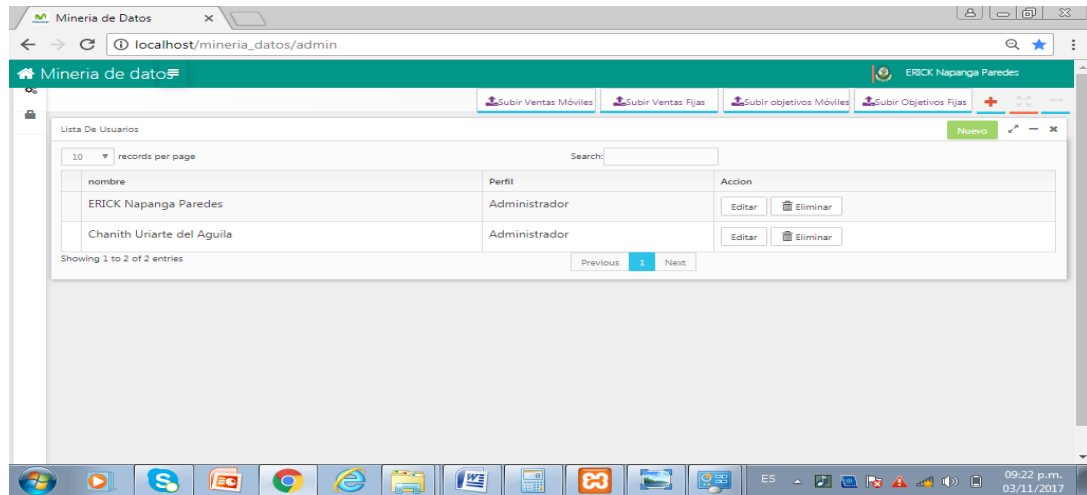 Mineria de Datos
localhost/mineria_datos/admin
Mineria de datos
ERICK Napanga Paredes
Subir Ventas Móviles
Subir Ventas Fijas
Subir objetivos Móviles
Subir Objetivos Fijas
Lista De Usuarios
Nuevo
10 records per page
Search:
nombre Perfil Accion
ERICK Napanga Paredes Administrador Editar Eliminar
Chanith Uriarte del Aguila Administrador Editar Eliminar
Showing 1 to 2 of 2 entries
Previous 1 Next
ES
09:22 p.m.
03/11/2017